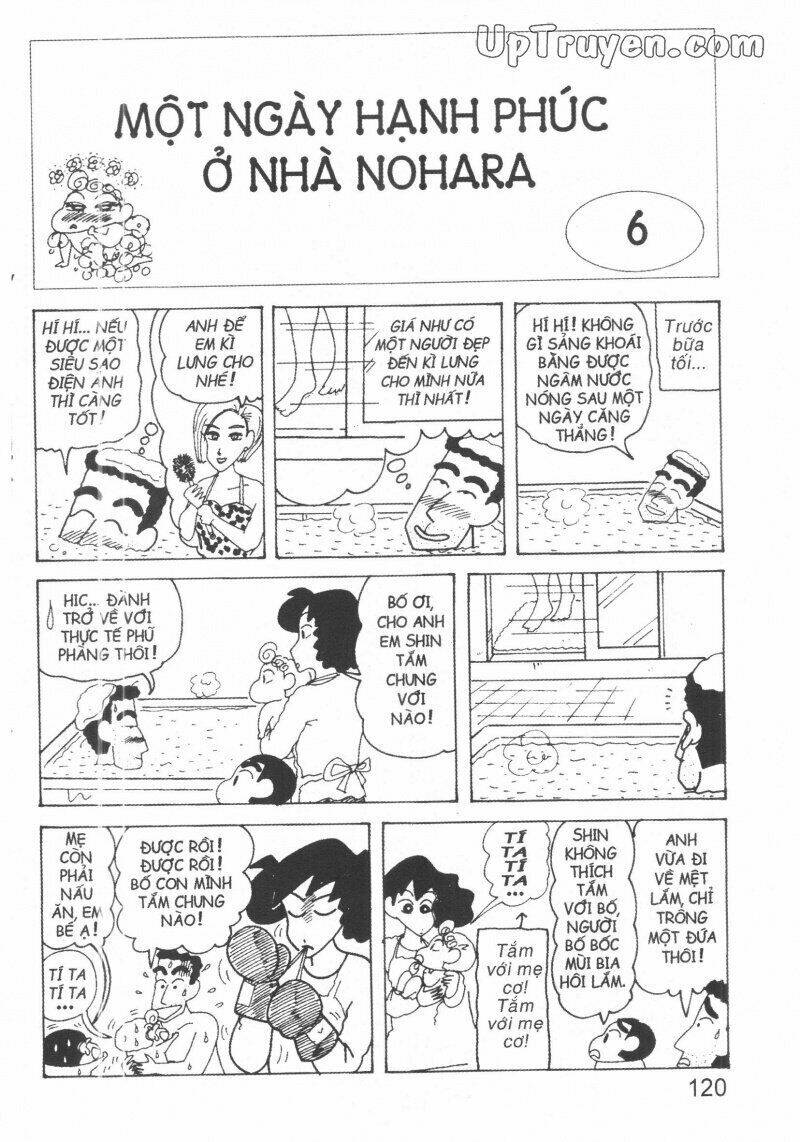 UpTruyen.com
MỘT NGÀY HẠNH PHÚC
Ở NHÀ NOHARA
6
Trước
bữa
tối...
HÍ HÍ! KHÔNG
GÌ SẢNG KHOÁI
BẰNG ĐƯỢC
NGÂM NƯỚC
NÓNG SAU MỘT
NGÀY CĂNG
THẲNG!
GIÁ NHƯ CÓ
MỘT NGƯỜI ĐẸP
ĐẾN KÌ LƯNG
CHO MÌNH NỮA
THÌ NHẤT!
ANH ĐỂ
EM KÌ
LƯNG CHO
NHÉ!
HÍ HÍ... NẾU
ĐƯỢC MỘT
SIÊU SAO
ĐIỆN ẢNH
THÌ CÀNG
TỐT!
BỐ ƠI,
CHO ANH
EM SHIN
TẮM
CHUNG
VỚI
NÀO!
HIC... ĐÀNH
TRỞ VỀ VỚI
THỰC TẾ PHŨ
PHÀNG THÔI!
ANH
VỪA ĐI
VỀ MỆT
LẮM, CHỈ
TRÔNG
MỘT ĐỨA
THÔI!
SHIN
KHÔNG
THÍCH
TẮM
VỚI BỐ,
NGƯỜI
BỐ BỐC
MÙI BIA
HÔI LẮM.
TÍ
TA
TÍ
TA
...
Tắm
với mẹ
cơ!
Tắm
với mẹ
cơ!
ĐƯỢC RỒI!
ĐƯỢC RỒI!
BỐ CON MÌNH
TẮM CHUNG
NÀO!
MẸ
CÒN
PHẢI
NẤU
ĂN, EM
BÉ Ạ!
TÍ TA
TÍ TA
...
120